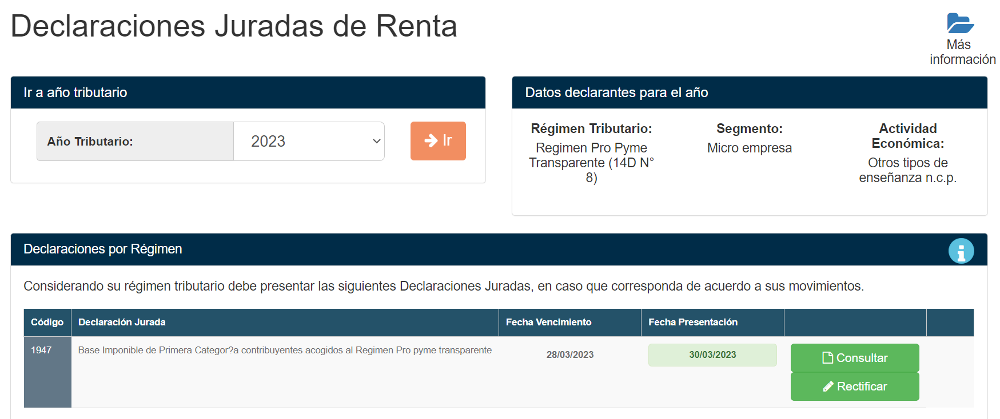 Declaraciones Juradas de Renta
Más
información
Ir a año tributario
Año Tributario:
2023
Ir
Datos declarantes para el año
Régimen Tributario:
Regimen Pro Pyme
Transparente (14D N°
8)
Segmento:
Micro empresa
Actividad
Económica:
Otros tipos de
enseñanza n.c.p.
Declaraciones por Régimen
Considerando su régimen tributario debe presentar las siguientes Declaraciones Juradas, en caso que corresponda de acuerdo a sus movimientos.
Código Declaración Jurada Fecha Vencimiento Fecha Presentación
1947 Base Imponible de Primera Categor?a contribuyentes acogidos al Regimen Pro pyme transparente 28/03/2023 30/03/2023 Consultar
Rectificar